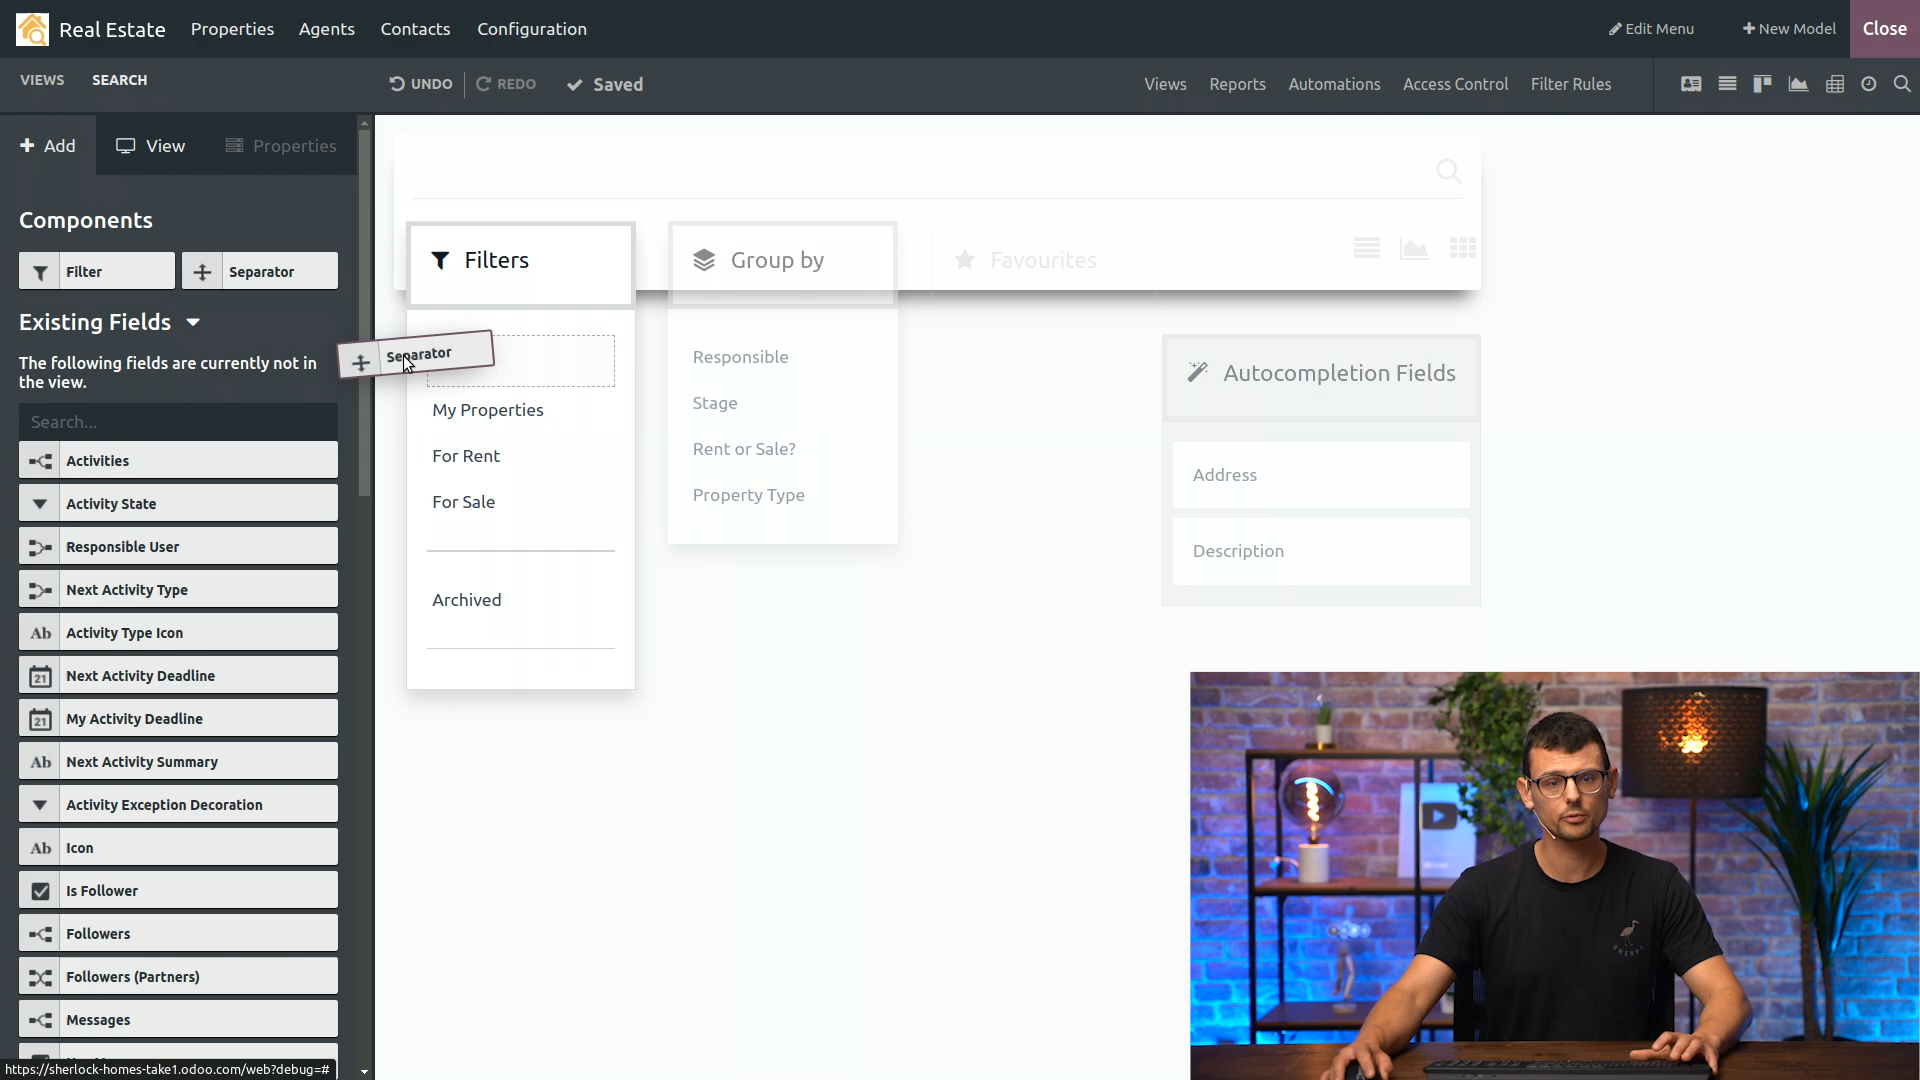 Real Estate
Properties
Agents
Contacts
Configuration
Edit Menu
New Model
Close
VIEWS
SEARCH
UNDO
REDO
Saved
Views
Reports
Automations
Access Control
Filter Rules
Add
View
Properties
Components
Filter
Separator
Existing Fields
The following fields are currently not in
the view.
Search...
Activities
Activity State
Responsible User
Next Activity Type
Ab Activity Type Icon
21 Next Activity Deadline
21 My Activity Deadline
Ab Next Activity Summary
Activity Exception Decoration
Ab Icon
Is Follower
Followers
Followers (Partners)
Messages
https://sherlock-homes-take1.odoo.com/web?debug=#
Filters
Separator
My Properties
For Rent
For Sale
Archived
Group by
Responsible
Stage
Rent or Sale?
Property Type
Favourites
Autocompletion Fields
Address
Description